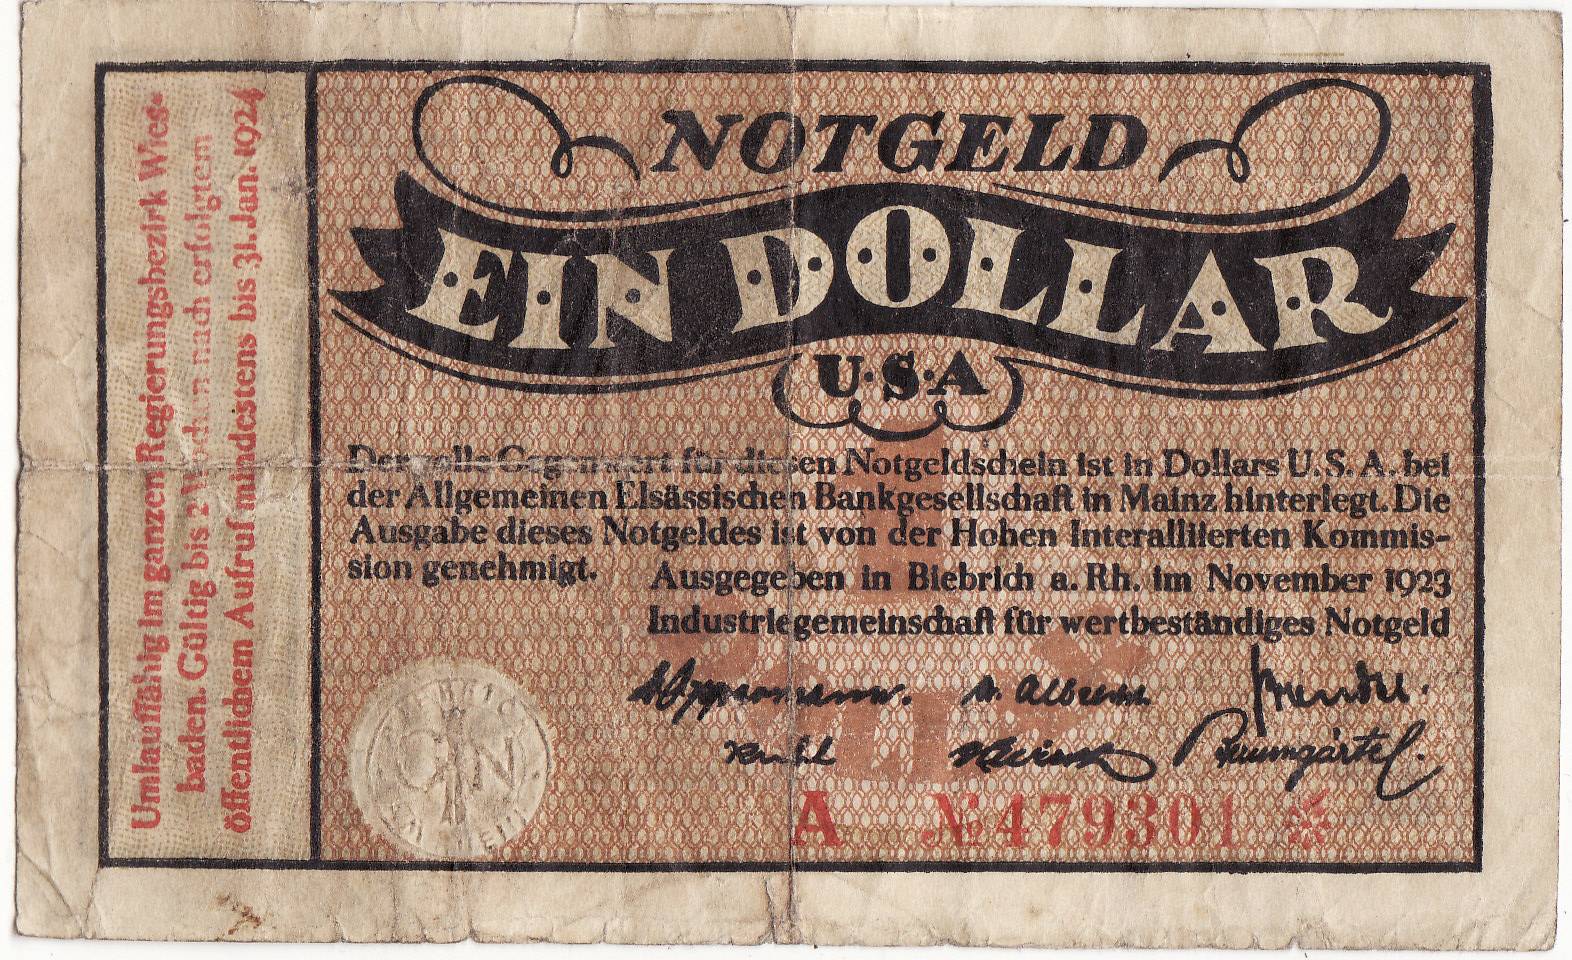 Umlauffähig im ganzen Regierungsbezirk Wies-
baden. Gültig bis 2 Wochen nach erfolgtem
öffentlichem Aufruf mindestens bis 31. Jan. 1924
NOTGELD
EIN DOLLAR
U·S·A
Der volle Gegenwert für diesen Notgeldschein ist in Dollars U. S. A. bei
der Allgemeinen Elsässischen Bankgesellschaft in Mainz hinterlegt. Die
Ausgabe dieses Notgeldes ist von der Hohen Interalliierten Kommis-
sion genehmigt.
Ausgegeben in Biebrich a. Rh. im November 1923
Industriegemeinschaft für wertbeständiges Notgeld
Baumgärtel.
A № 479301 *